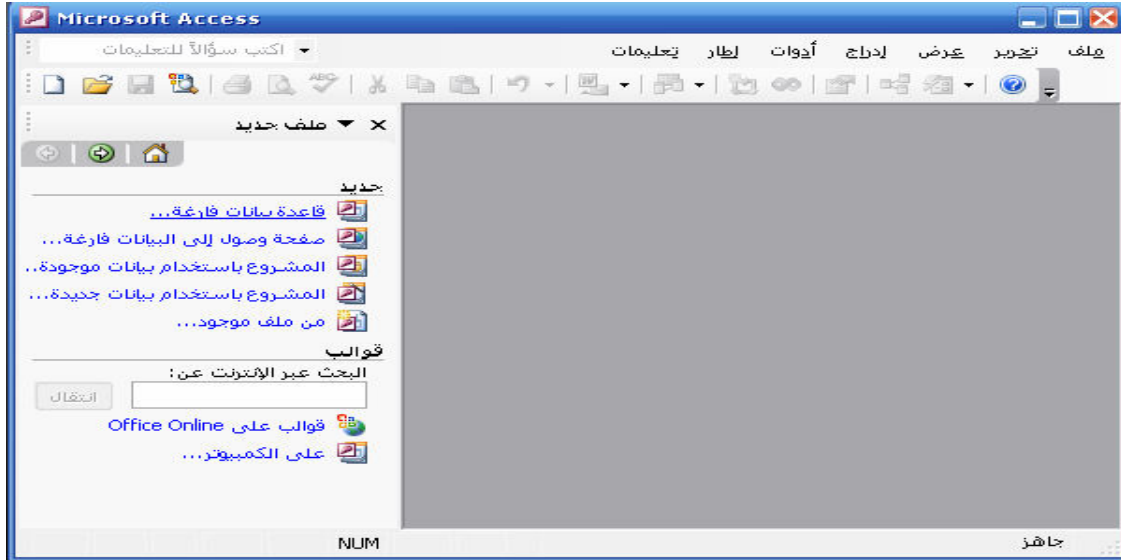 Microsoft Access
ملف تحرير عرض إدراج أدوات إطار تعليمات
اكتب سؤالاً للتعليمات
ملف جديد
جديد
قاعدة بيانات فارغة...
صفحة وصول إلى البيانات فارغة...
المشروع باستخدام بيانات موجودة..
المشروع باستخدام بيانات جديدة...
من ملف موجود...
قوالب
البحث عبر الإنترنت عن:
انتقال
قوالب على Office Online
على الكمبيوتر...
جاهز
NUM